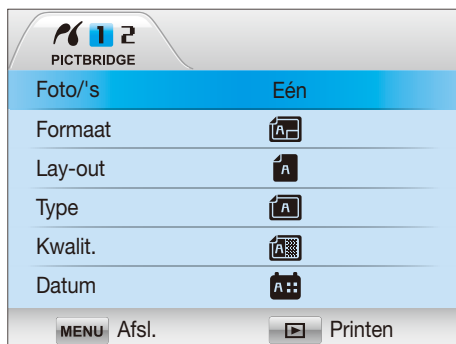 1 2
PICTBRIDGE
Foto/'s Eén
Formaat A
Lay-out A
Type A
Kwalit. A
Datum A
MENU Afsl. Printen